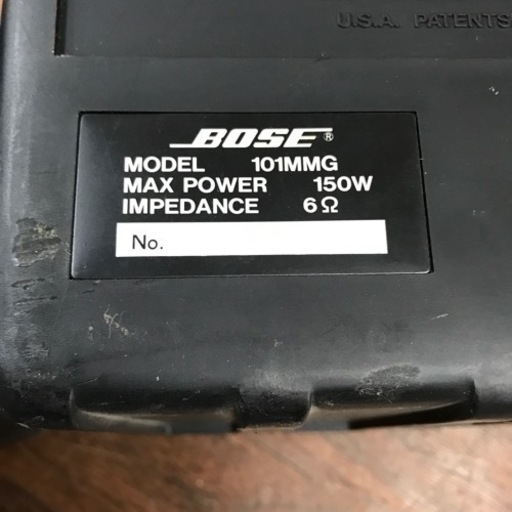 U.S.A. PATENTS
BOSE®
MODEL 101MMG
MAX POWER 150W
IMPEDANCE 6Ω
No.